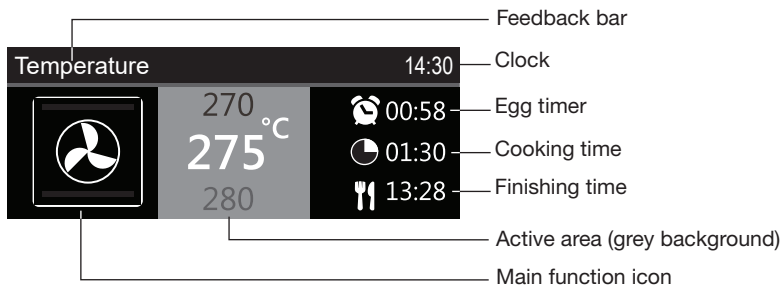 Feedback bar
Temperature 14:30
Clock
270
00:58
Egg timer
275°C
01:30
Cooking time
280
13:28
Finishing time
Active area (grey background)
Main function icon